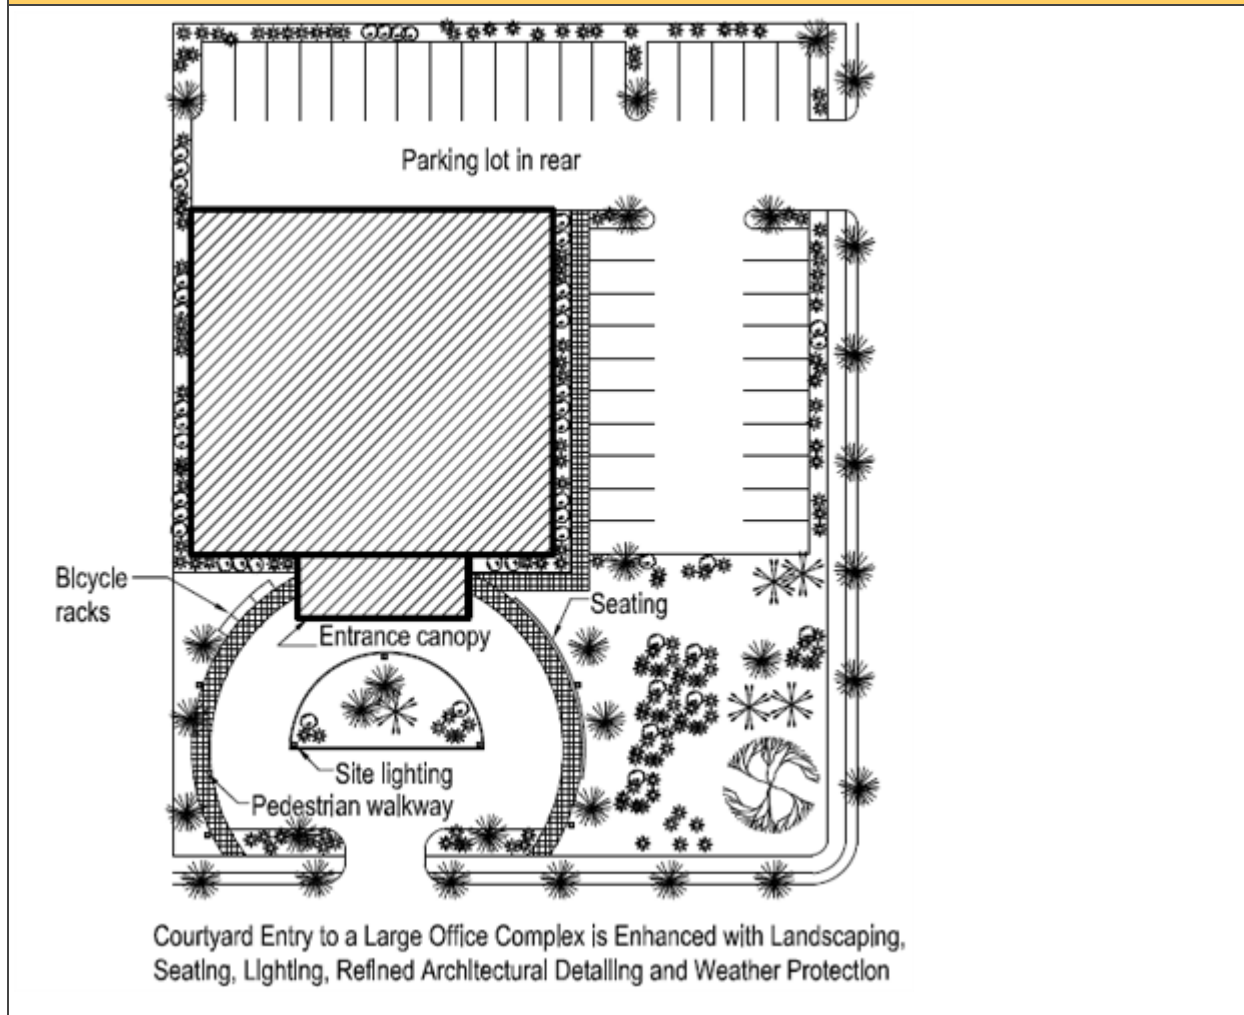 Parking lot in rear
Bicycle
racks
Seating
Entrance canopy
Site lighting
Pedestrian walkway
Courtyard Entry to a Large Office Complex is Enhanced with Landscaping,
Seating, Lighting, Refined Architectural Detailing and Weather Protection